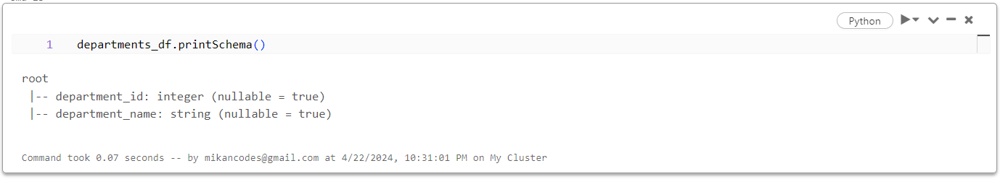 Python
1 departments_df.printSchema()
root
|-- department_id: integer (nullable = true)
|-- department_name: string (nullable = true)
Command took 0.07 seconds -- by mikancodes@gmail.com at 4/22/2024, 10:31:01 PM on My Cluster